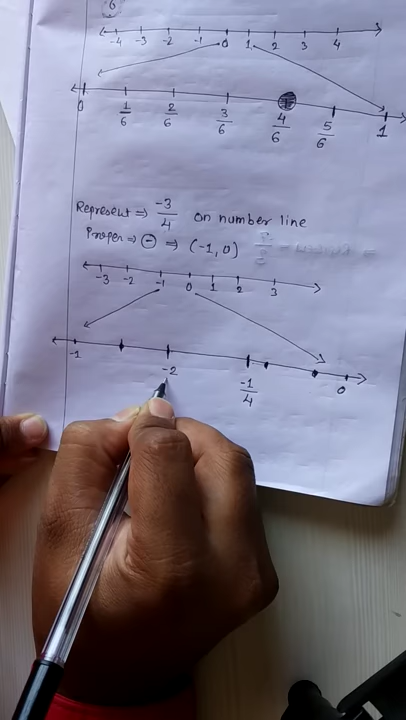 6
-4 -3 -2 -1 0 1 2 3 4
0 1/6 2/6 3/6 4/6 5/6 1
Represent ⇒ -3/4 on number line
Proper ⇒ ⊖ ⇒ (-1, 0)
-3 -2 -1 0 1 2 3
-1 -2 -1/4 0